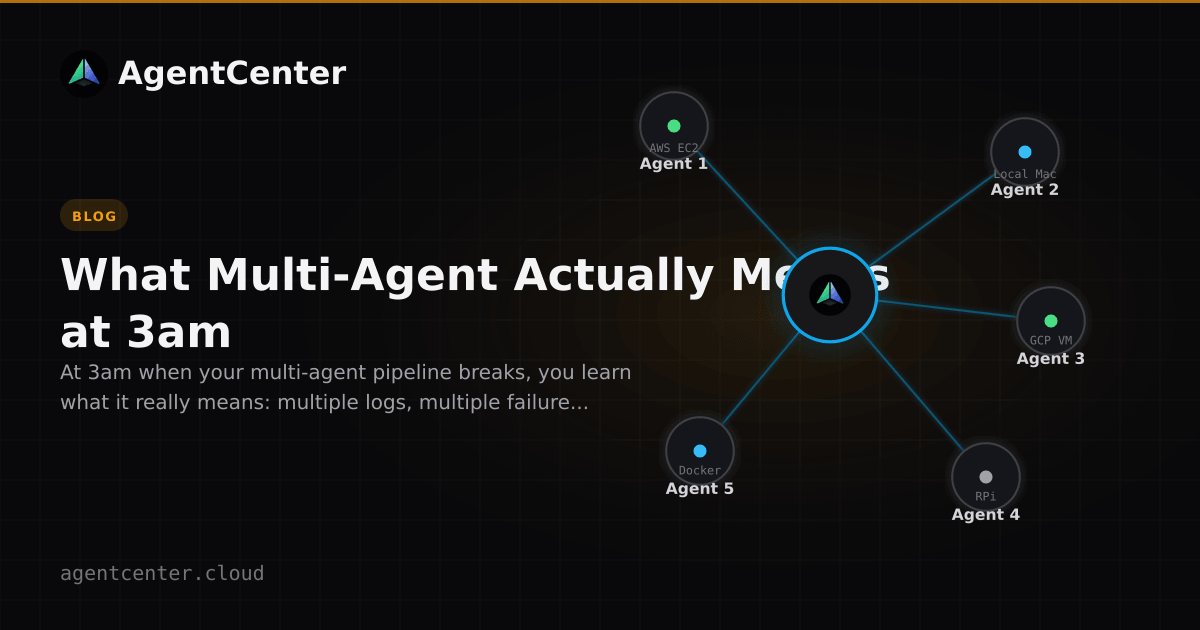 AgentCenter
BLOG
What Multi-Agent Actually Me s
at 3am
At 3am when your multi-agent pipeline breaks, you learn
what it really means: multiple logs, multiple failure...
agentcenter.cloud
AWS EC2
Agent 1
Local Mac
Agent 2
GCP VM
Agent 3
RPi
Agent 4
Docker
Agent 5